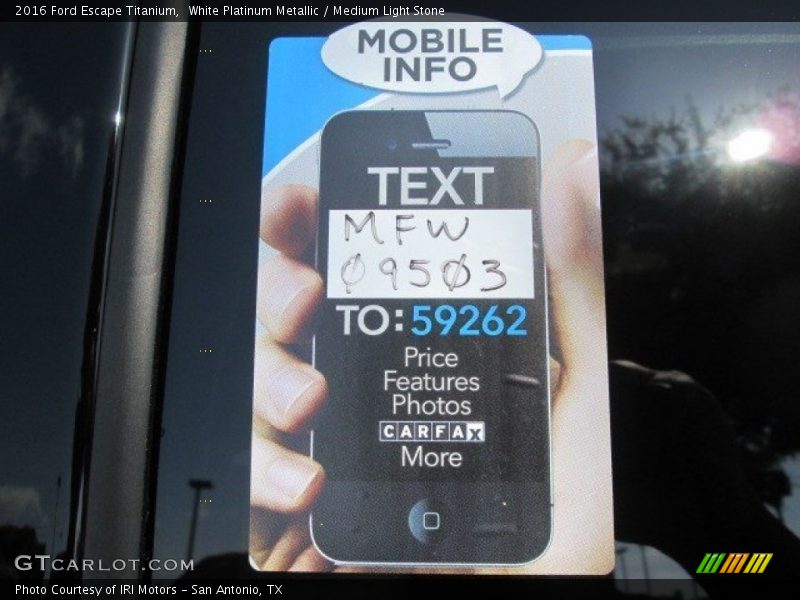 2016 Ford Escape Titanium,  White Platinum Metallic / Medium Light Stone
MOBILE
INFO
TEXT
MFW
09503
TO: 59262
Price
Features
Photos
CARFAX
More
GTCARLOT.COM
Photo Courtesy of IRI Motors - San Antonio, TX